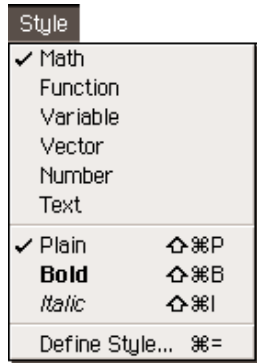 Style
✓ Math
Function
Variable
Vector
Number
Text
✓ Plain ⇧⌘P
Bold ⇧⌘B
Italic ⇧⌘I
Define Style... ⌘=